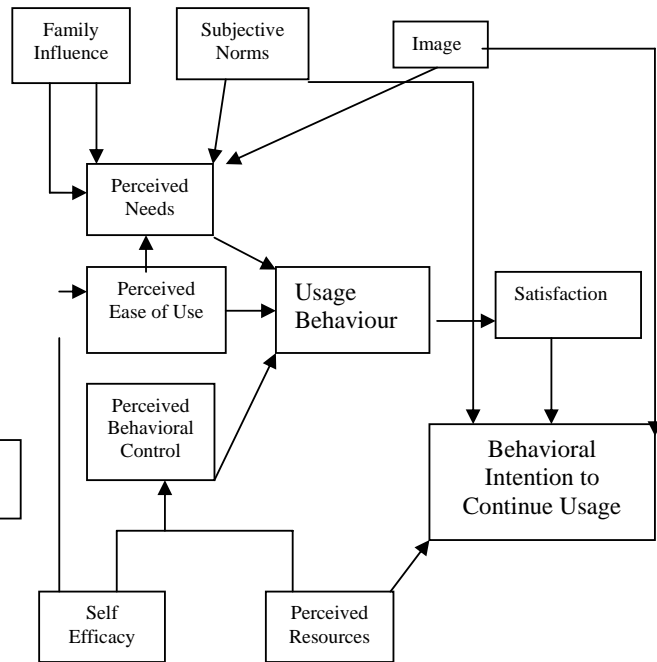 Family
Influence
Subjective
Norms
Image
Perceived
Needs
Perceived
Ease of Use
Usage
Behaviour
Satisfaction
Perceived
Behavioral
Control
Behavioral
Intention to
Continue Usage
Self
Efficacy
Perceived
Resources